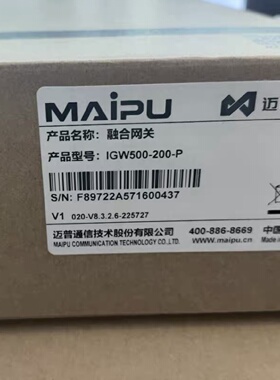 MAIPU 迈
产品名称：融合网关
产品型号：IGW500-200-P
S/N: F89722A571600437
V1 020-V8.3.2.6-225727
迈普通信技术股份有限公司 400-886-8669 中国
MAIPU COMMUNICATION TECHNOLOGY CO.,LTD. www.maipu.com